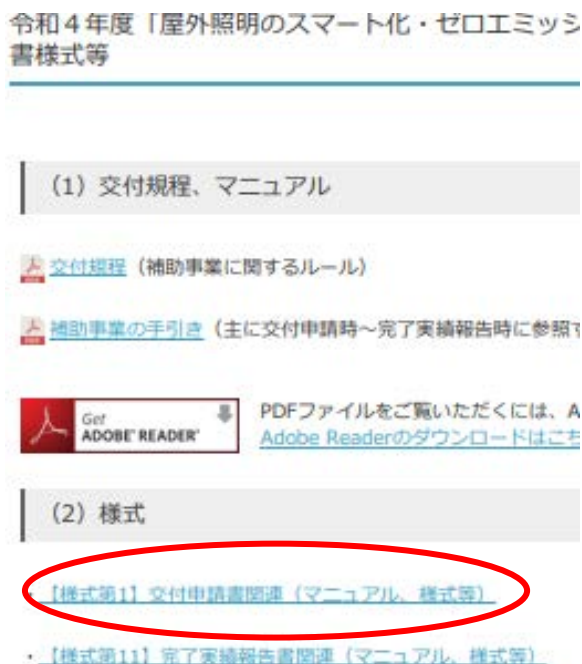 令和４年度「屋外照明のスマート化・ゼロエミッシ
書様式等
（1）交付規程、マニュアル
交付規程（補助事業に関するルール）
補助事業の手引き（主に交付申請時～完了実績報告時に参照す
Get
ADOBE® READER®
PDFファイルをご覧いただくには、A
Adobe Readerのダウンロードはこち
（2）様式
・【様式第1】交付申請書関連（マニュアル、様式等）
・【様式第11】完了実績報告書関連（マニュアル、様式等）